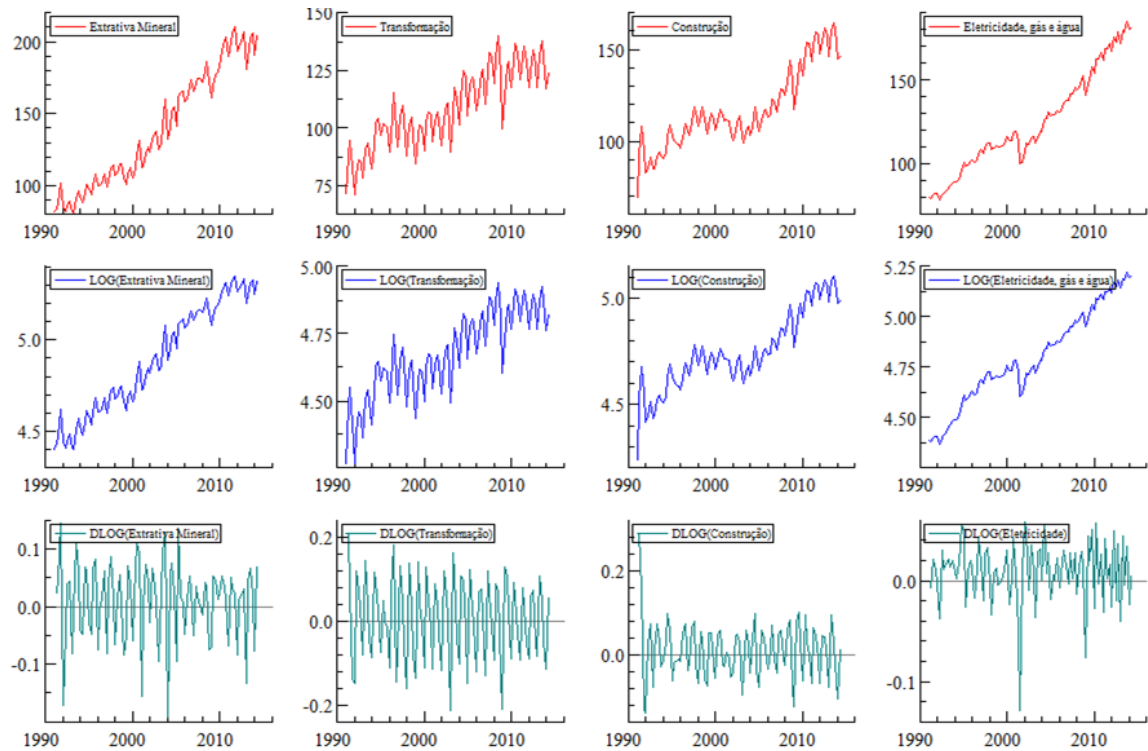 Extrativa Mineral
200
150
100
1990 2000 2010
Transformação
150
125
100
75
1990 2000 2010
Construção
150
100
1990 2000 2010
Eletricidade, gás e água
150
100
1990 2000 2010
LOG(Extrativa Mineral)
5.0
4.5
1990 2000 2010
LOG(Transformação)
5.00
4.75
4.50
1990 2000 2010
LOG(Construção)
5.0
4.5
1990 2000 2010
LOG(Eletricidade, gás e água)
5.25
5.00
4.75
4.50
1990 2000 2010
DLOG(Extrativa Mineral)
0.1
0.0
-0.1
1990 2000 2010
DLOG(Transformação)
0.2
0.0
-0.2
1990 2000 2010
DLOG(Construção)
0.2
0.0
1990 2000 2010
DLOG(Eletricidade)
0.0
-0.1
1990 2000 2010